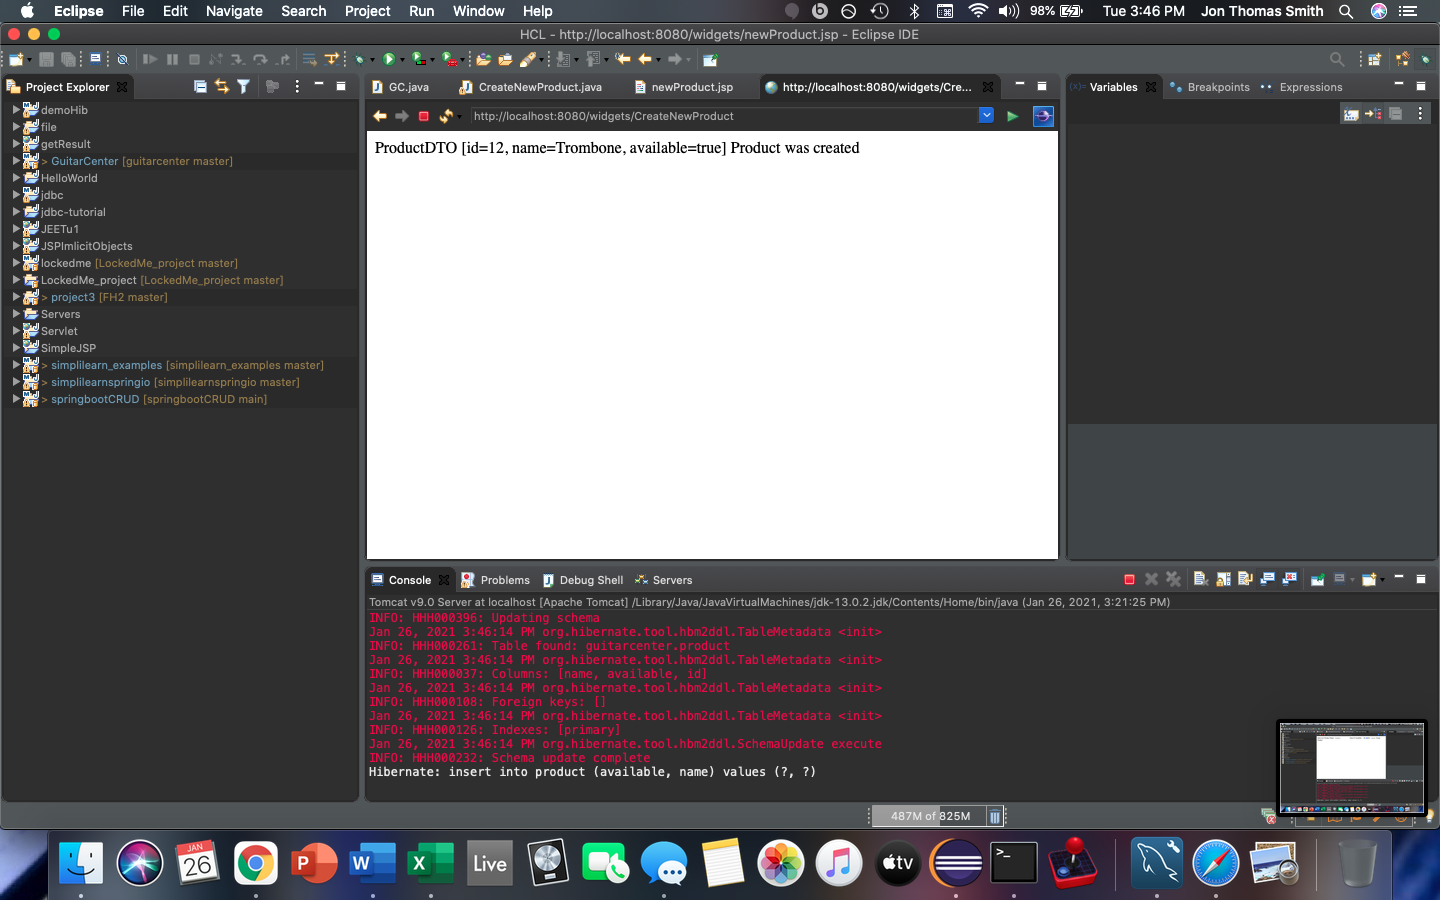 Eclipse File Edit Navigate Search Project Run Window Help 98% Tue 3:46 PM Jon Thomas Smith
HCL - http://localhost:8080/widgets/newProduct.jsp - Eclipse IDE
Project Explorer
demoHib
file
getResult
> GuitarCenter [guitarcenter master]
HelloWorld
jdbc
jdbc-tutorial
JEETu1
JSPImlicitObjects
lockedme [LockedMe_project master]
LockedMe_project [LockedMe_project master]
> project3 [FH2 master]
Servers
Servlet
SimpleJSP
> simplilearn_examples [simplilearn_examples master]
> simplilearnspringio [simplilearnspringio master]
> springbootCRUD [springbootCRUD main]
GC.java CreateNewProduct.java newProduct.jsp http://localhost:8080/widgets/Cre...
http://localhost:8080/widgets/CreateNewProduct
ProductDTO [id=12, name=Trombone, available=true] Product was created
Variables Breakpoints Expressions
Console Problems Debug Shell Servers
Tomcat v9.0 Server at localhost [Apache Tomcat] /Library/Java/JavaVirtualMachines/jdk-13.0.2.jdk/Contents/Home/bin/java (Jan 26, 2021, 3:21:25 PM)
INFO: HHH000396: Updating schema
Jan 26, 2021 3:46:14 PM org.hibernate.tool.hbm2ddl.TableMetadata <init>
INFO: HHH000261: Table found: guitarcenter.product
Jan 26, 2021 3:46:14 PM org.hibernate.tool.hbm2ddl.TableMetadata <init>
INFO: HHH000037: Columns: [name, available, id]
Jan 26, 2021 3:46:14 PM org.hibernate.tool.hbm2ddl.TableMetadata <init>
INFO: HHH000108: Foreign keys: []
Jan 26, 2021 3:46:14 PM org.hibernate.tool.hbm2ddl.TableMetadata <init>
INFO: HHH000126: Indexes: [primary]
Jan 26, 2021 3:46:14 PM org.hibernate.tool.hbm2ddl.SchemaUpdate execute
INFO: HHH000232: Schema update complete
Hibernate: insert into product (available, name) values (?, ?)
487M of 825M
JAN
26
P
W
X
Live
tv
>_